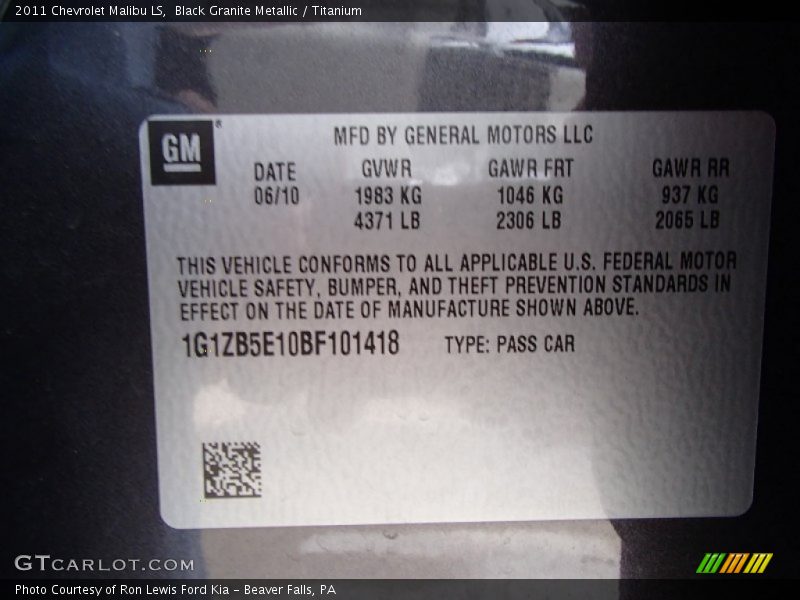 2011 Chevrolet Malibu LS,  Black Granite Metallic / Titanium
GM®
MFD BY GENERAL MOTORS LLC
DATE GVWR GAWR FRT GAWR RR
06/10 1983 KG 1046 KG 937 KG
4371 LB 2306 LB 2065 LB
THIS VEHICLE CONFORMS TO ALL APPLICABLE U.S. FEDERAL MOTOR
VEHICLE SAFETY, BUMPER, AND THEFT PREVENTION STANDARDS IN
EFFECT ON THE DATE OF MANUFACTURE SHOWN ABOVE.
1G1ZB5E10BF101418 TYPE: PASS CAR
GTCARLOT.COM
Photo Courtesy of Ron Lewis Ford Kia – Beaver Falls, PA